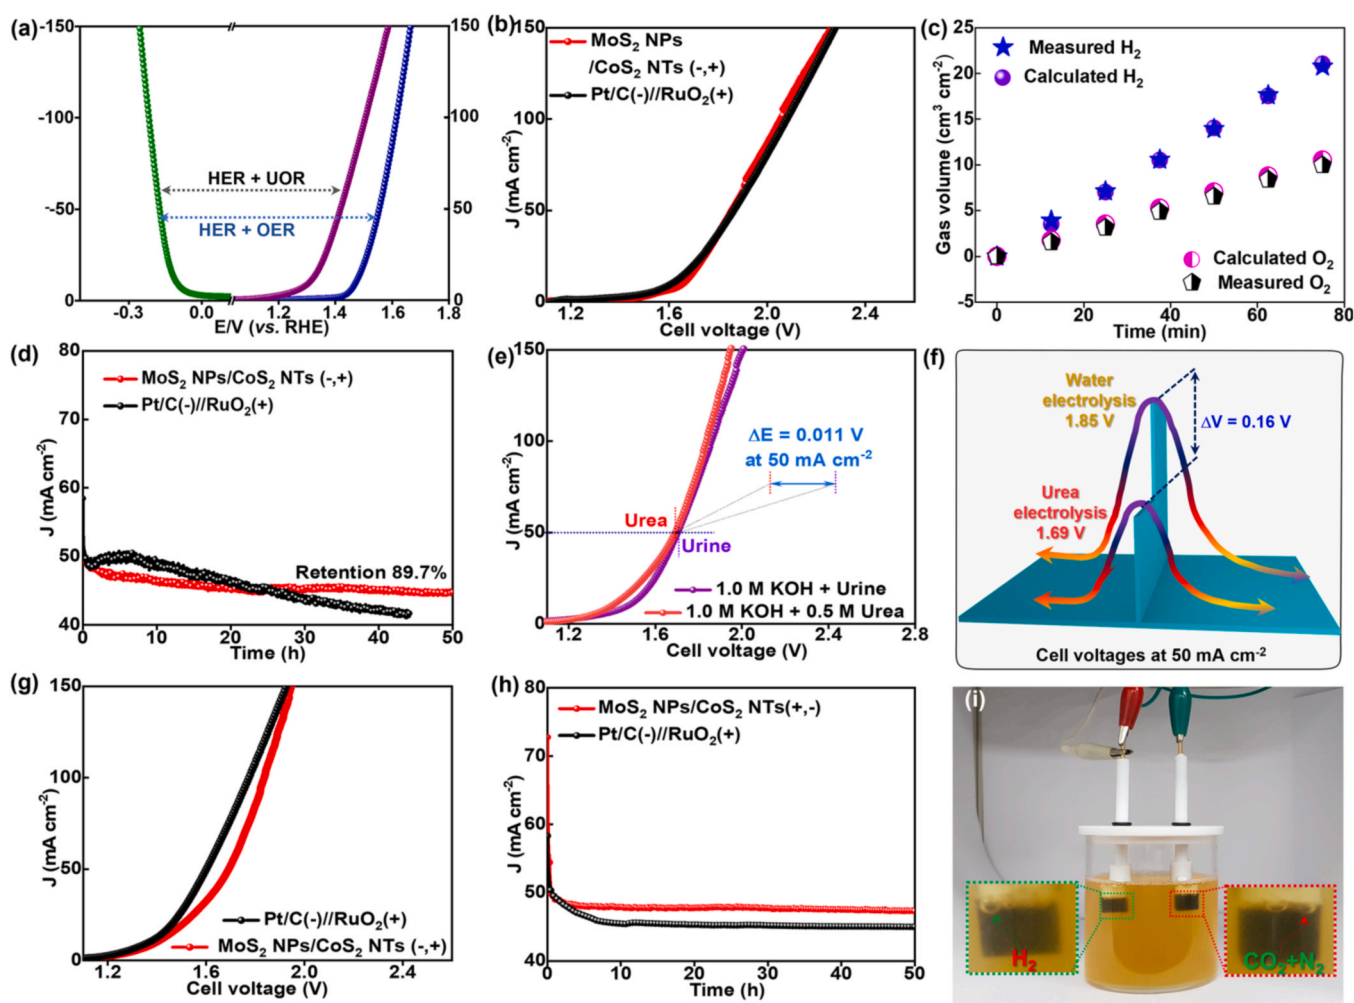 (a)
-150
-100
-50
0
150
100
50
0
HER + UOR
HER + OER
-0.3
0.0
1.2
1.4
1.6
1.8
E/V (vs. RHE)
(b)
150
100
50
0
J (mA cm⁻²)
MoS₂ NPs
/CoS₂ NTs (-,+)
Pt/C(-)//RuO₂(+)
1.2
1.6
2.0
2.4
Cell voltage (V)
(c)
25
20
15
10
5
0
-5
Gas volume (cm³ cm⁻²)
Measured H₂
Calculated H₂
Calculated O₂
Measured O₂
0
20
40
60
80
Time (min)
(d)
80
70
60
50
40
J (mA cm⁻²)
MoS₂ NPs/CoS₂ NTs (-,+)
Pt/C(-)//RuO₂(+)
Retention 89.7%
0
10
20
30
40
50
Time (h)
(e)
150
100
50
0
J (mA cm⁻²)
ΔE = 0.011 V
at 50 mA cm⁻²
Urea
Urine
1.0 M KOH + Urine
1.0 M KOH + 0.5 M Urea
1.2
1.6
2.0
2.4
2.8
Cell voltage (V)
(f)
Water
electrolysis
1.85 V
ΔV = 0.16 V
Urea
electrolysis
1.69 V
Cell voltages at 50 mA cm⁻²
(g)
150
100
50
0
J (mA cm⁻²)
Pt/C(-)//RuO₂(+)
MoS₂ NPs/CoS₂ NTs (-,+)
1.2
1.6
2.0
2.4
Cell voltage (V)
(h)
80
70
60
50
40
J (mA cm⁻²)
MoS₂ NPs/CoS₂ NTs(+,-)
Pt/C(-)//RuO₂(+)
0
10
20
30
40
50
Time (h)
(i)
H₂
CO₂+N₂